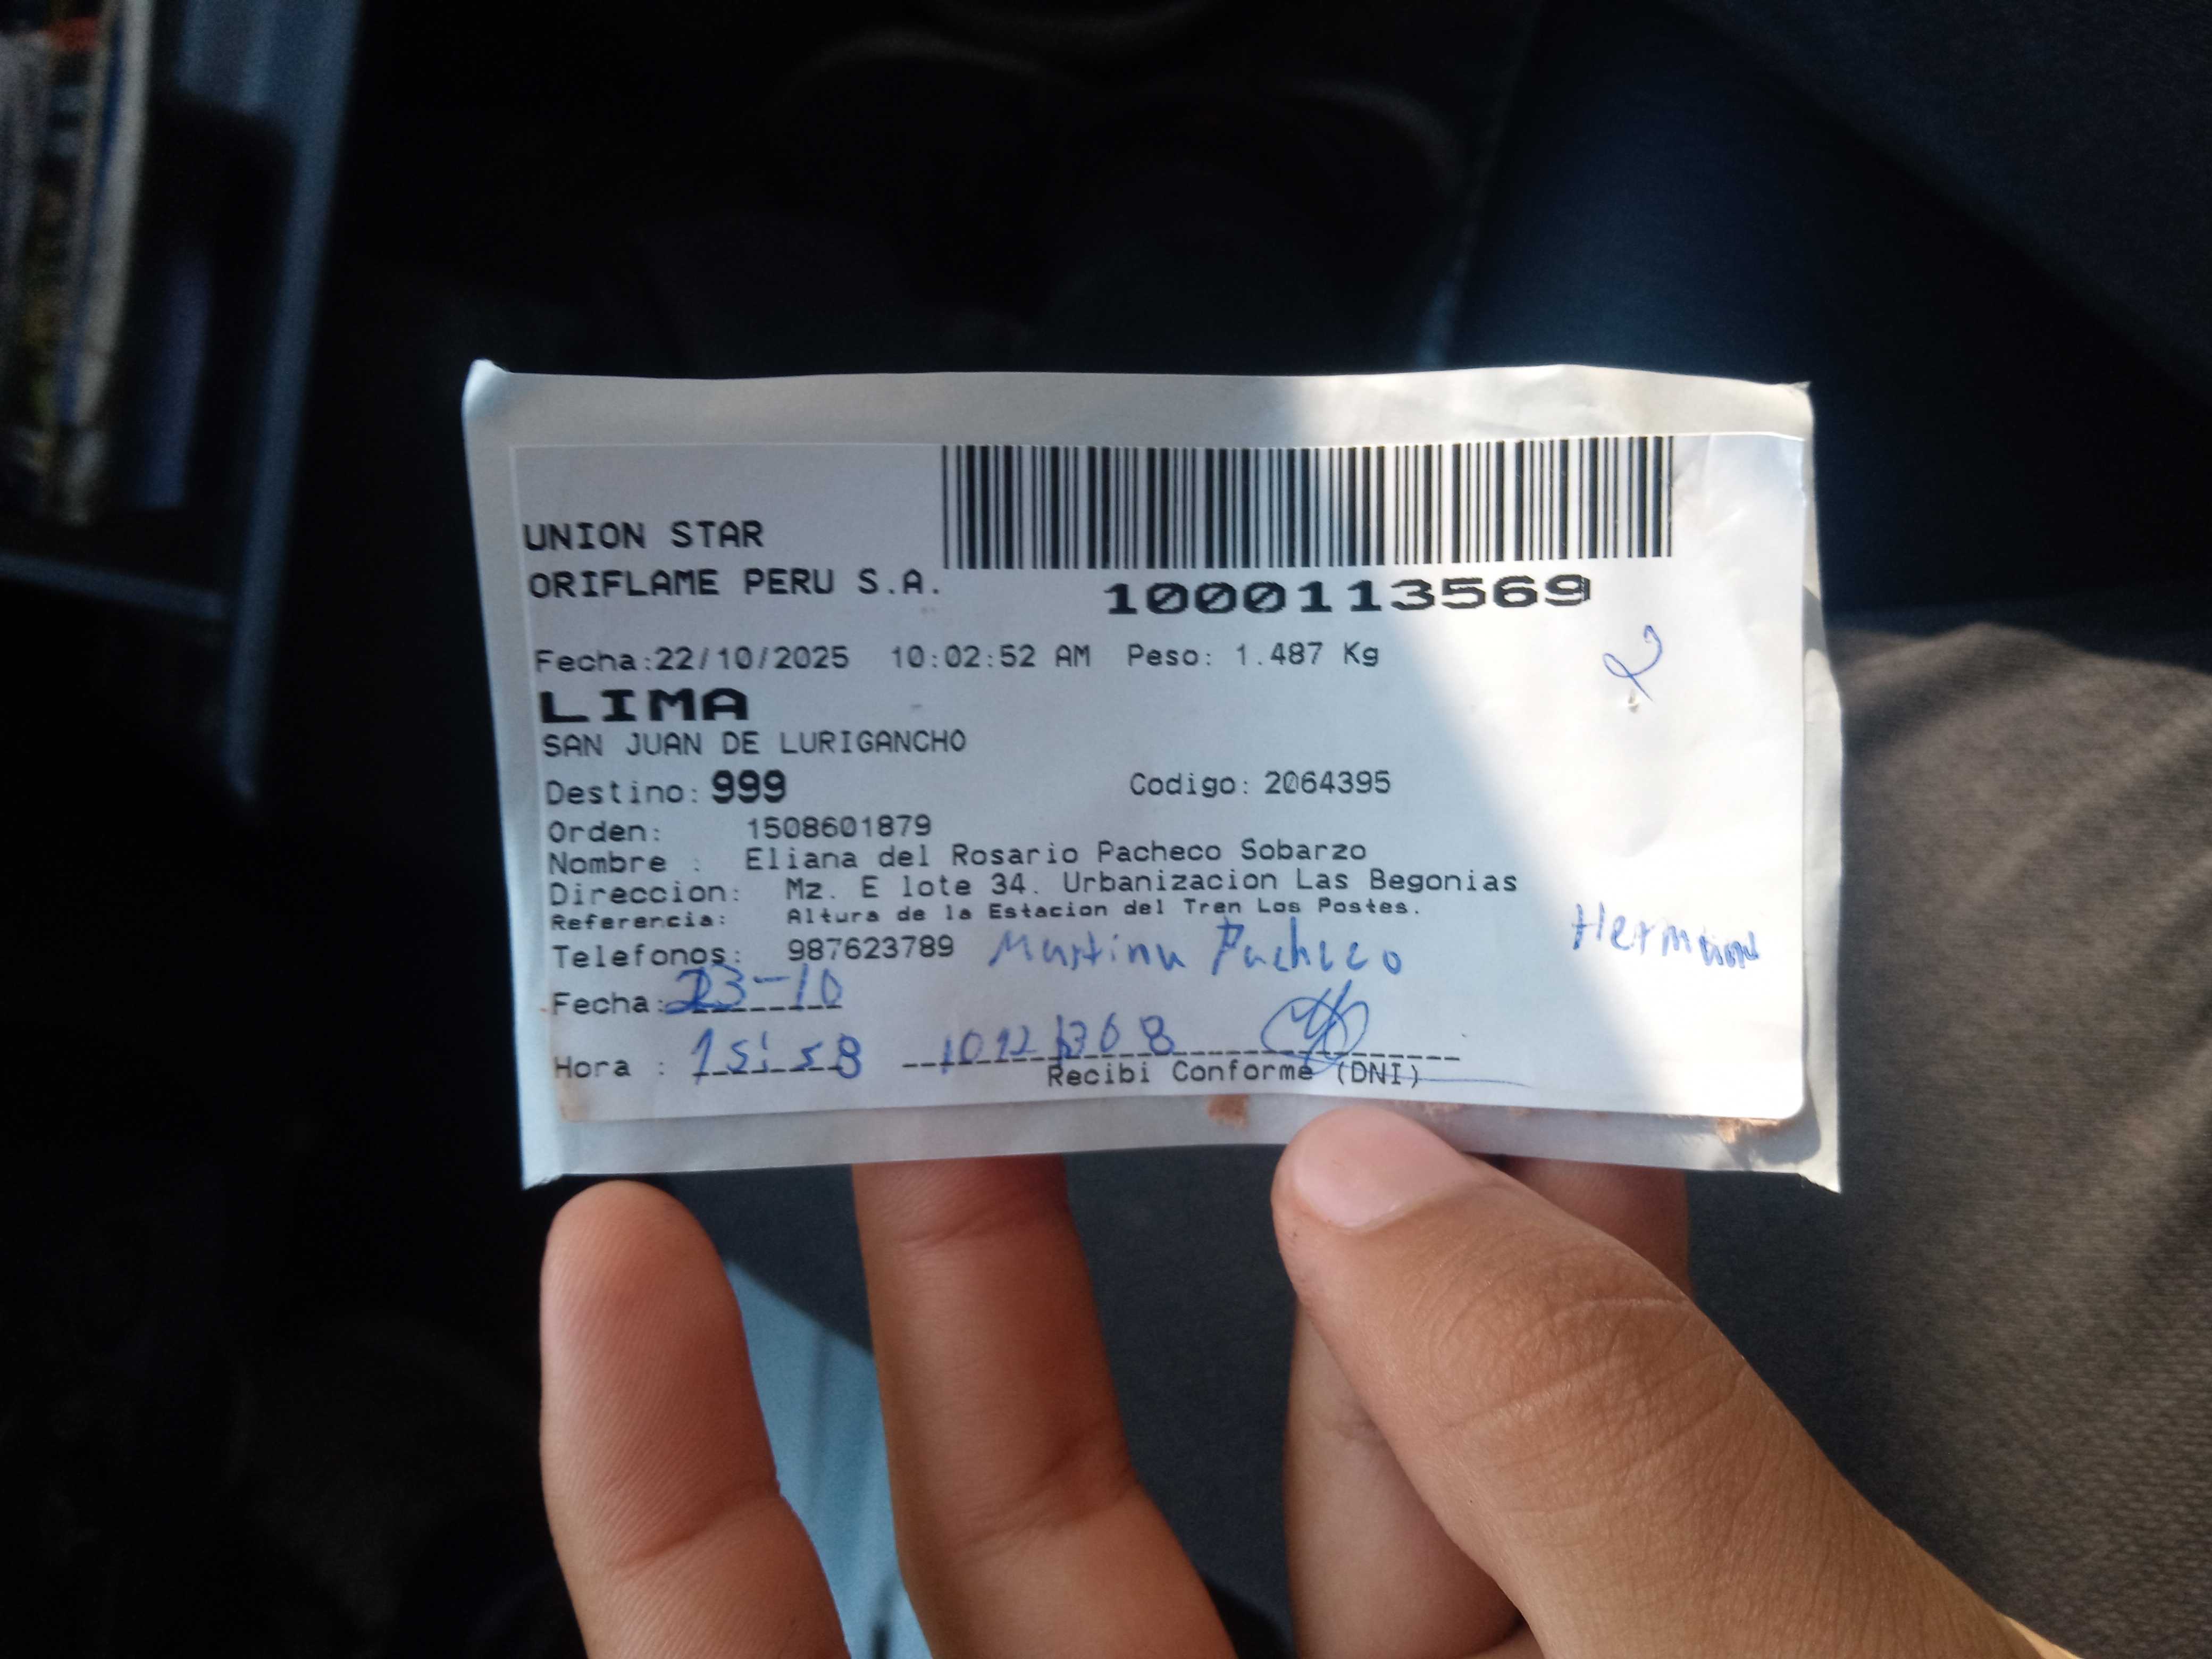 UNION STAR
ORIFLAME PERU S.A.
1000113569
Fecha:22/10/2025 10:02:52 AM Peso: 1.487 Kg
LIMA
SAN JUAN DE LURIGANCHO
Destino: 999 Codigo: 2064395
Orden: 1508601879
Nombre : Eliana del Rosario Pacheco Sobarzo
Direccion: Mz. E lote 34. Urbanizacion Las Begonias
Referencia: Altura de la Estacion del Tren Los Postes.
Telefonos: 987623789 Martina Pacheco
Fecha: 23-10
Hora : 15:58
Recibi Conforme (DNI)